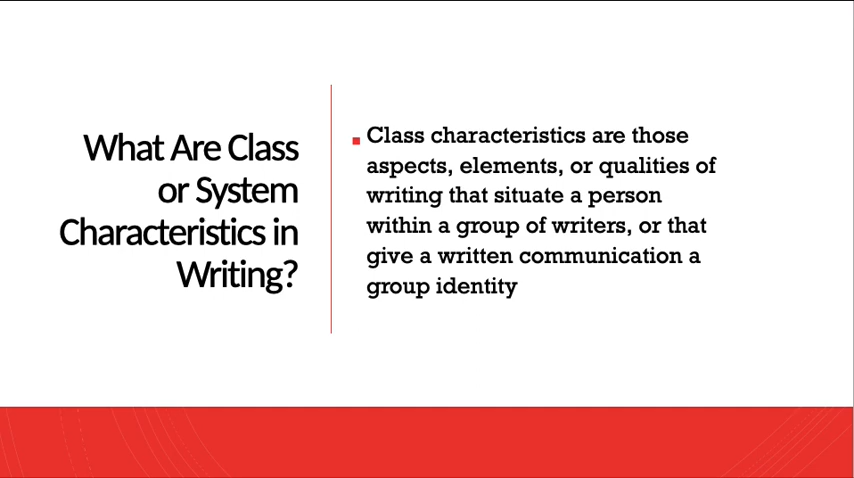 What Are Class
or System
Characteristics in
Writing?
Class characteristics are those
aspects, elements, or qualities of
writing that situate a person
within a group of writers, or that
give a written communication a
group identity